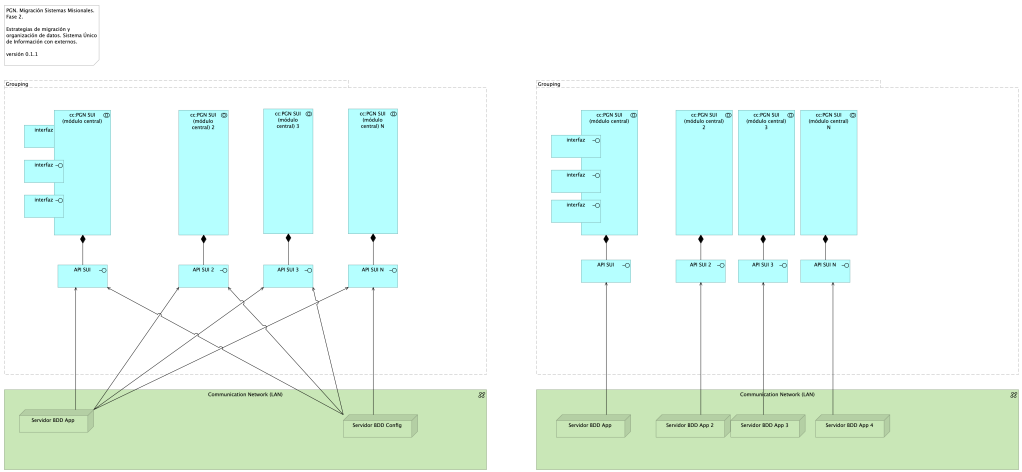 PGN. Migración Sistemas Misionales.
Fase 2.
Estrategias de migración y
organización de datos. Sistema Único
de Información con externos.
versión 0.1.1
Grouping
cc:PGN SUI
(módulo central)
interfaz
interfaz
interfaz
cc:PGN SUI
(módulo
central) 2
cc:PGN SUI
(módulo
central) 3
cc:PGN SUI
(módulo
central) N
API SUI
API SUI 2
API SUI 3
API SUI N
Communication Network (LAN)
Servidor BDD App
Servidor BDD Config
Grouping
cc:PGN SUI
(módulo central)
interfaz
interfaz
interfaz
cc:PGN SUI
(módulo central)
2
cc:PGN SUI
(módulo central)
3
cc:PGN SUI
(módulo central)
N
API SUI
API SUI 2
API SUI 3
API SUI N
Communication Network (LAN)
Servidor BDD App
Servidor BDD App 2
Servidor BDD App 3
Servidor BDD App 4